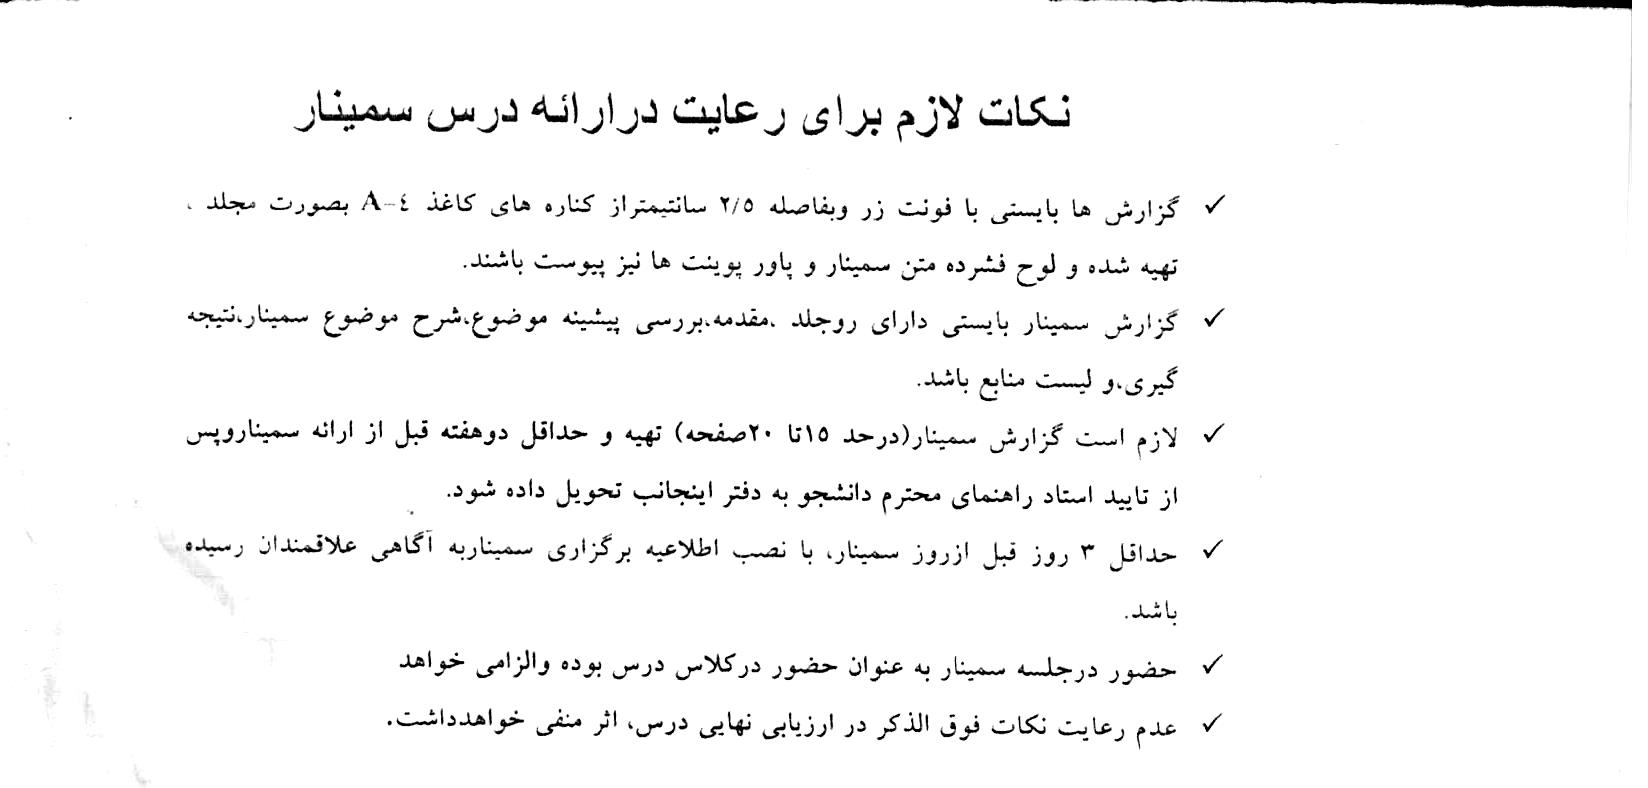 نکات لازم برای رعایت درارائه درس سمینار
✓ گزارش ها بایستی با فونت زر وبفاصله ۲/۵ سانتیمتراز کناره های کاغذ A-٤ بصورت مجلد ،
تهیه شده و لوح فشرده متن سمینار و پاور پوینت ها نیز پیوست باشند.
✓ گزارش سمینار بایستی دارای روجلد ،مقدمه،بررسی پیشینه موضوع،شرح موضوع سمینار،نتیجه
گیری،و لیست منابع باشد.
✓ لازم است گزارش سمینار(درحد ۱۵تا ۲۰صفحه) تهیه و حداقل دوهفته قبل از ارائه سمیناروپس
از تایید استاد راهنمای محترم دانشجو به دفتر اینجانب تحویل داده شود.
✓ حداقل ۳ روز قبل ازروز سمینار، با نصب اطلاعیه برگزاری سمیناربه آگاهی علاقمندان رسیده
باشد.
✓ حضور درجلسه سمینار به عنوان حضور درکلاس درس بوده والزامی خواهد
✓ عدم رعایت نکات فوق الذکر در ارزیابی نهایی درس، اثر منفی خواهدداشت.